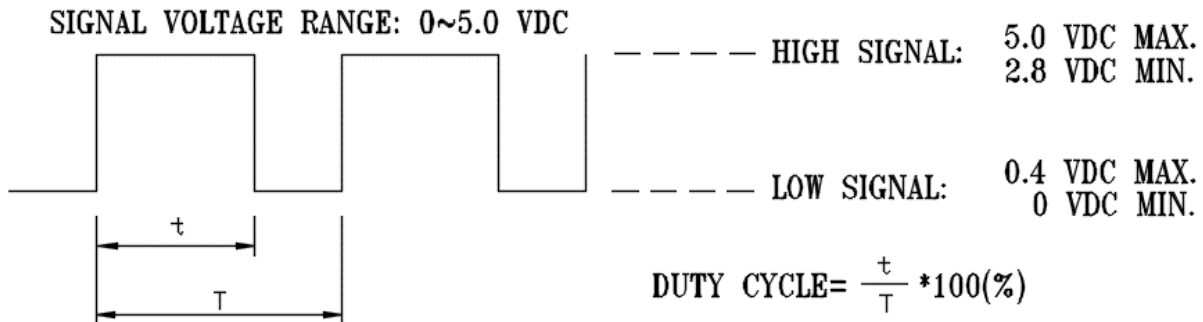 SIGNAL VOLTAGE RANGE: 0~5.0 VDC
HIGH SIGNAL: 5.0 VDC MAX.
2.8 VDC MIN.
LOW SIGNAL: 0.4 VDC MAX.
0 VDC MIN.
t
T
DUTY CYCLE= t/T *100(%)